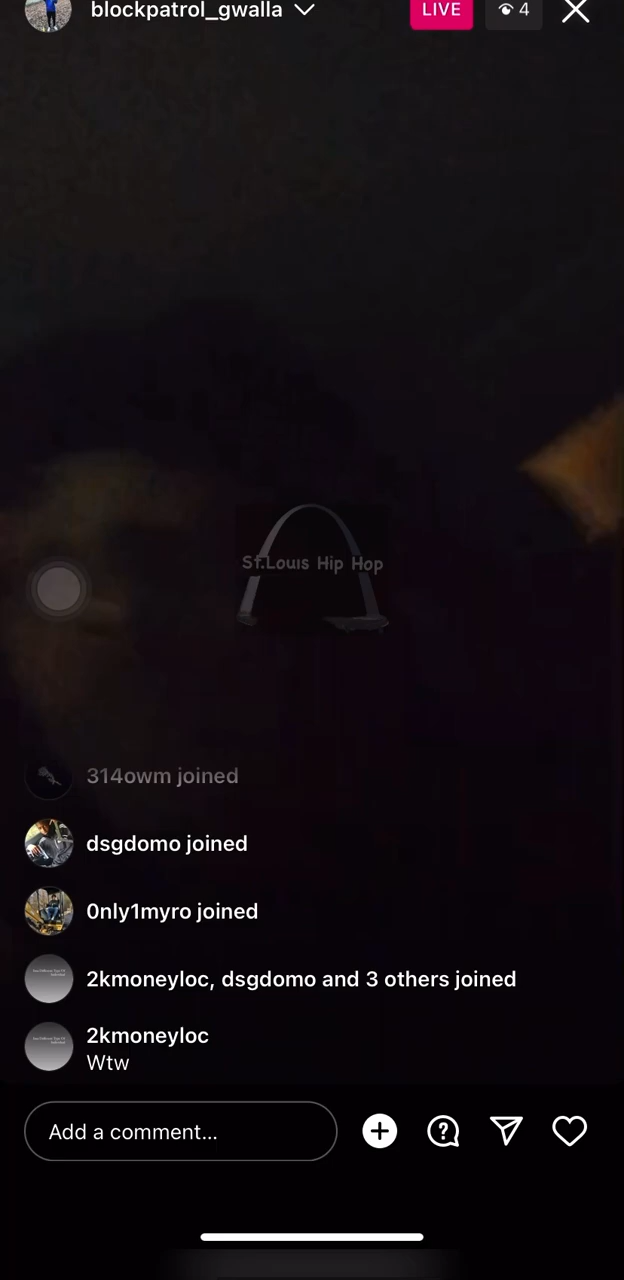 blockpatrol_gwalla
LIVE
4
St.Louis Hip Hop
314owm joined
dsgdomo joined
0nly1myro joined
2kmoneyloc, dsgdomo and 3 others joined
2kmoneyloc
Wtw
Add a comment...